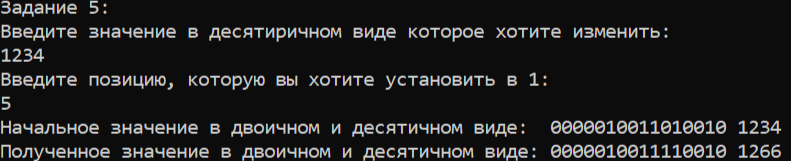 Задание 5:
Введите значение в десятиричном виде которое хотите изменить:
1234
Введите позицию, которую вы хотите установить в 1:
5
Начальное значение в двоичном и десятичном виде:  0000010011010010 1234
Полученное значение в двоичном и десятичном виде: 0000010011110010 1266